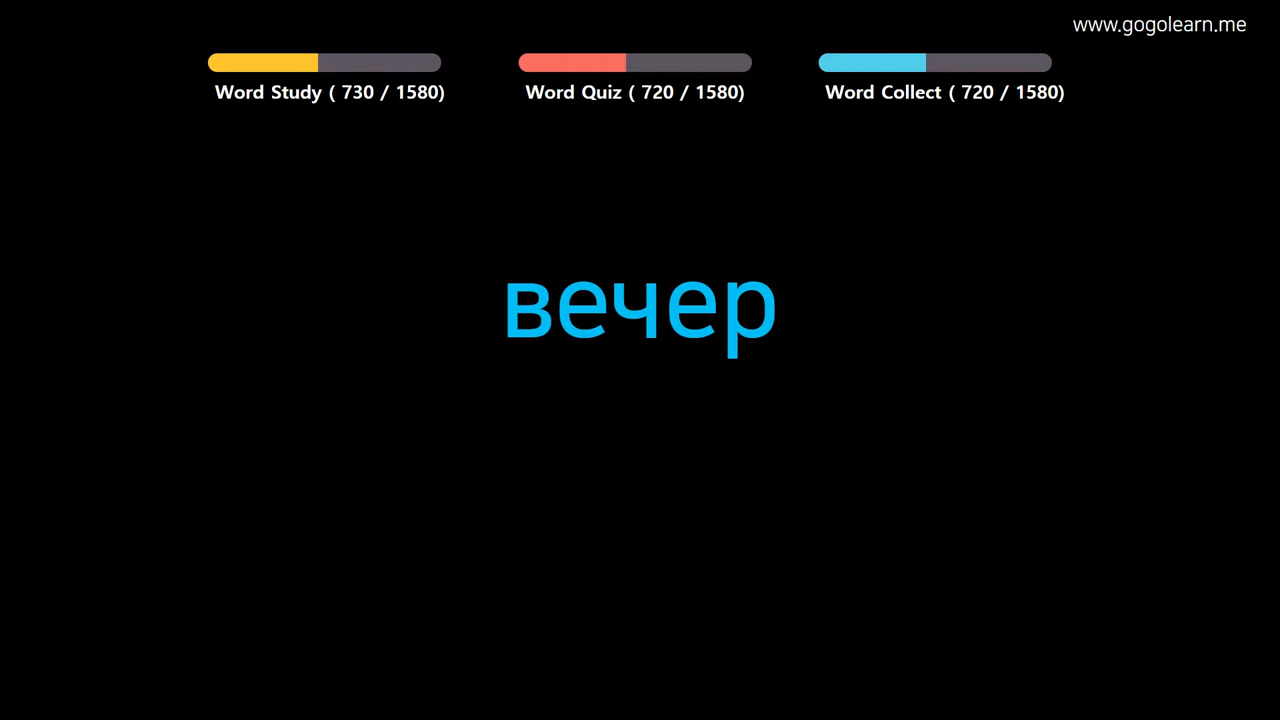 www.gogolearn.me
Word Study ( 730 / 1580)
Word Quiz ( 720 / 1580)
Word Collect ( 720 / 1580)
вечер